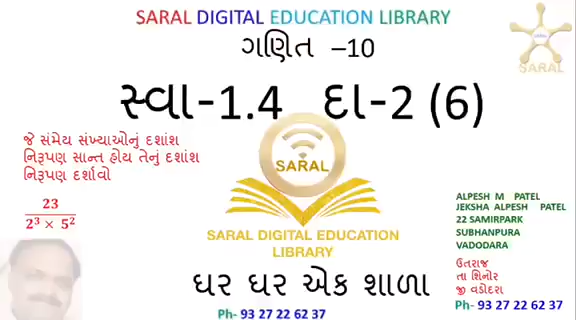 SARAL DIGITAL EDUCATION LIBRARY
ગણિત –10
SARAL
સ્વા-1.4 દા-2 (6)
જે સંમેય સંખ્યાઓનું દશાંશ
નિરૂપણ સાન્ત હોય તેનું દશાંશ
નિરૂપણ દર્શાવો
23
2³ × 5²
SARAL
SARAL DIGITAL EDUCATION
LIBRARY
ઘર ઘર એક શાળા
Ph- 93 27 22 62 37
ALPESH M PATEL
JEKSHA ALPESH PATEL
22 SAMIRPARK
SUBHANPURA
VADODARA
ઉતરાજ
તા શિનોર
જી વડોદરા
Ph- 93 27 22 62 37